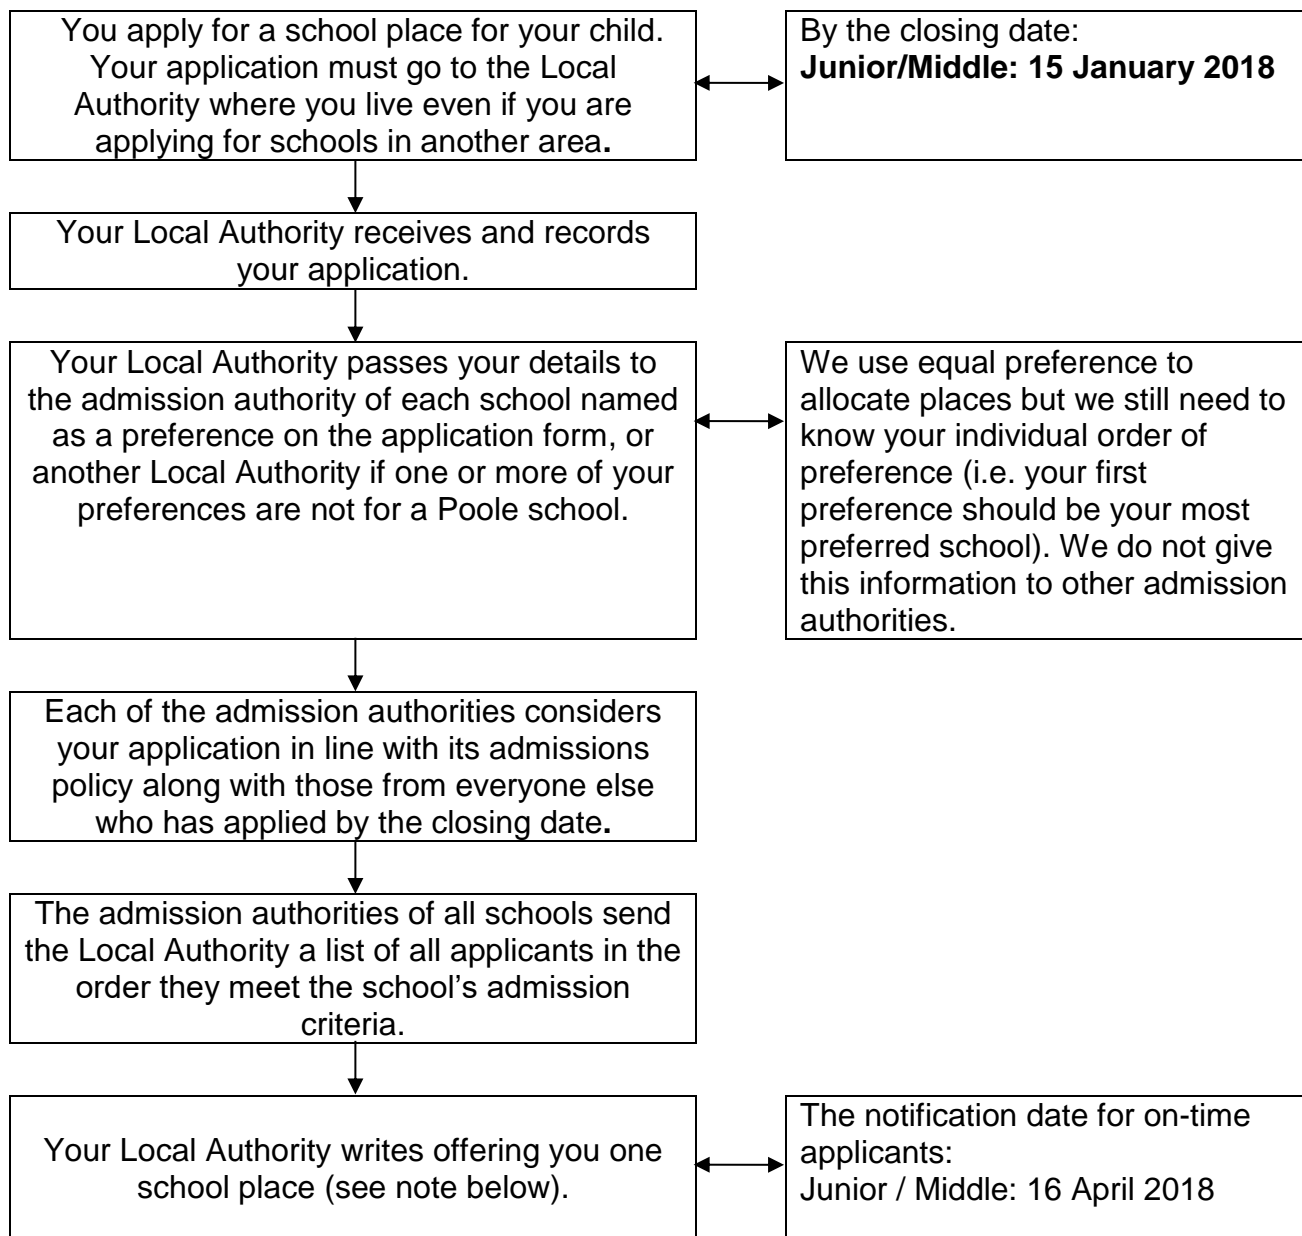 You apply for a school place for your child.
Your application must go to the Local
Authority where you live even if you are
applying for schools in another area.
By the closing date:
Junior/Middle: 15 January 2018
Your Local Authority receives and records
your application.
Your Local Authority passes your details to
the admission authority of each school named
as a preference on the application form, or
another Local Authority if one or more of your
preferences are not for a Poole school.
We use equal preference to
allocate places but we still need to
know your individual order of
preference (i.e. your first
preference should be your most
preferred school). We do not give
this information to other admission
authorities.
Each of the admission authorities considers
your application in line with its admissions
policy along with those from everyone else
who has applied by the closing date.
The admission authorities of all schools send
the Local Authority a list of all applicants in the
order they meet the school’s admission
criteria.
Your Local Authority writes offering you one
school place (see note below).
The notification date for on-time
applicants:
Junior / Middle: 16 April 2018